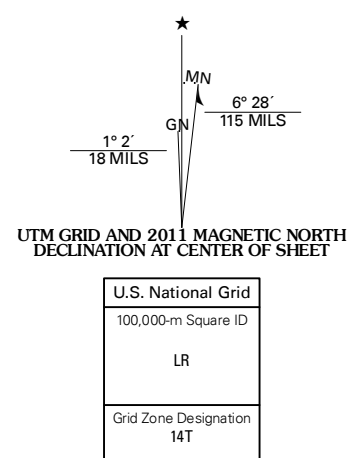 MN
GN
6° 28´
115 MILS
1° 2´
18 MILS
UTM GRID AND 2011 MAGNETIC NORTH
DECLINATION AT CENTER OF SHEET
U.S. National Grid
100,000-m Square ID
LR
Grid Zone Designation
14T